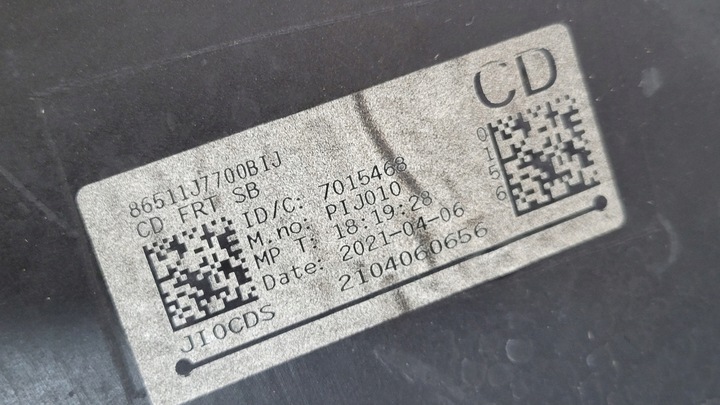 CD
86511J7700BIJ
CD FRT SB
ID/C: 7015468
M.no: PIJ010
MP T: 18:19:28
Date: 2021-04-06
2104060656
JI0CDS
0156